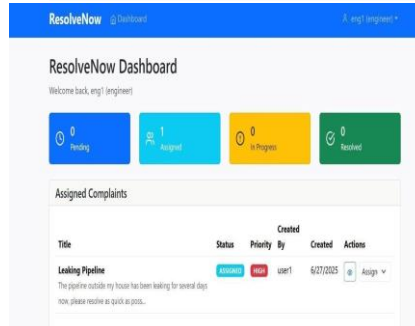 ResolveNow Dashboard eng1 (engineer)
ResolveNow Dashboard
Welcome back, eng1 (engineer)
0
Pending
1
Assigned
0
In Progress
0
Resolved
Assigned Complaints
Title Status Priority Created By Created Actions
Leaking Pipeline ASSIGNED HIGH user1 6/27/2025 Assign
The pipeline outside my house has been leaking for several days
now, please resolve as quick as poss...